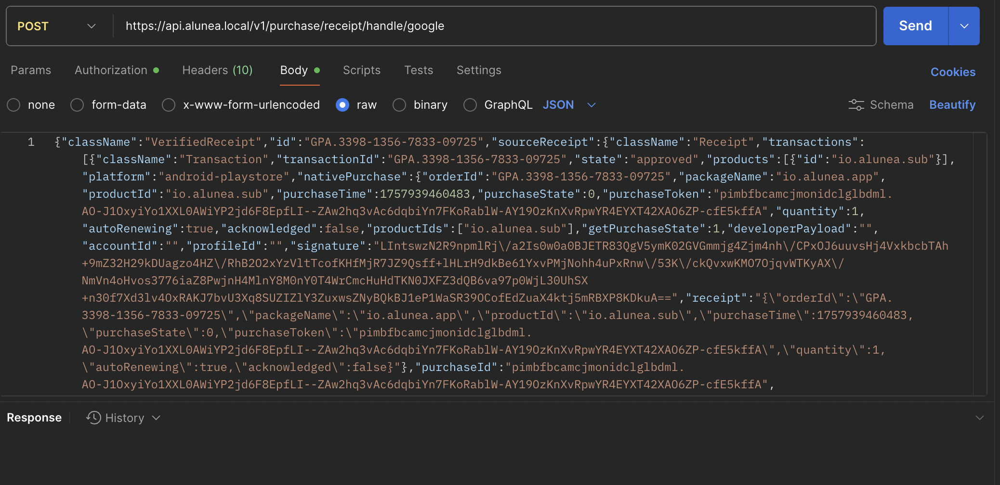 POST https://api.alunea.local/v1/purchase/receipt/handle/google Send
Params Authorization Headers (10) Body Scripts Tests Settings Cookies
none form-data x-www-form-urlencoded raw binary GraphQL JSON Schema Beautify
1 {"className":"VerifiedReceipt","id":"GPA.3398-1356-7833-09725","sourceReceipt":{"className":"Receipt","transactions":
[{"className":"Transaction","transactionId":"GPA.3398-1356-7833-09725","state":"approved","products":[{"id":"io.alunea.sub"}],
"platform":"android-playstore","nativePurchase":{"orderId":"GPA.3398-1356-7833-09725","packageName":"io.alunea.app",
"productId":"io.alunea.sub","purchaseTime":1757939460483,"purchaseState":0,"purchaseToken":"pimbfbcamcjmonidclglbdml.
AO-J1OxyiYo1XXL0AWiYP2jd6F8EpfLI--ZAw2hq3vAc6dqbiYn7FKoRablW-AY19OzKnXvRpwYR4EYXT42XAO6ZP-cfE5kffA","quantity":1,
"autoRenewing":true,"acknowledged":false,"productIds":["io.alunea.sub"],"getPurchaseState":1,"developerPayload":"",
"accountId":"","profileId":"","signature":"LIntswzN2R9npmlRj\/a2Is0w0a0BJETR83QgV5ymK02GVGmmjg4Zjm4nh\/CPxOJ6uuvsHj4VxkbcbTAh
+9mZ32H29kDUagzo4HZ\/RhB2O2xYzVltTcofKHfMjR7JZ9Qsff+lHLrH9dkBe61YxvPMjNohh4uPxRnw\/53K\/ckQvxwKMO7OjqvWTKyAX\/
NmVn4oHvos3776iaZ8PwjnH4MlnY8M0nY0T4WrCmcHuHdTKN0JXFZ3dQB6va97p0WjL30UhSX
+n30f7Xd3lv4OxRAKJ7bvU3Xq8SUZIZlY3ZuxwsZNyBQkBJ1eP1WaSR39OCofEdZuaX4ktj5mRBXP8KDkuA==","receipt":"{\"orderId\":\"GPA.
3398-1356-7833-09725\",\"packageName\":\"io.alunea.app\",\"productId\":\"io.alunea.sub\",\"purchaseTime\":1757939460483,
\"purchaseState\":0,\"purchaseToken\":\"pimbfbcamcjmonidclglbdml.
AO-J1OxyiYo1XXL0AWiYP2jd6F8EpfLI--ZAw2hq3vAc6dqbiYn7FKoRablW-AY19OzKnXvRpwYR4EYXT42XAO6ZP-cfE5kffA\",\"quantity\":1,
\"autoRenewing\":true,\"acknowledged\":false}"},"purchaseId":"pimbfbcamcjmonidclglbdml.
AO-J1OxyiYo1XXL0AWiYP2jd6F8EpfLI--ZAw2hq3vAc6dqbiYn7FKoRablW-AY19OzKnXvRpwYR4EYXT42XAO6ZP-cfE5kffA",
Response History